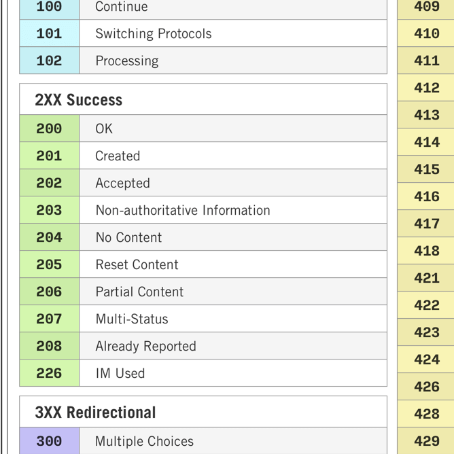 100 Continue
101 Switching Protocols
102 Processing
2XX Success
200 OK
201 Created
202 Accepted
203 Non-authoritative Information
204 No Content
205 Reset Content
206 Partial Content
207 Multi-Status
208 Already Reported
226 IM Used
3XX Redirectional
300 Multiple Choices
409
410
411
412
413
414
415
416
417
418
421
422
423
424
426
428
429